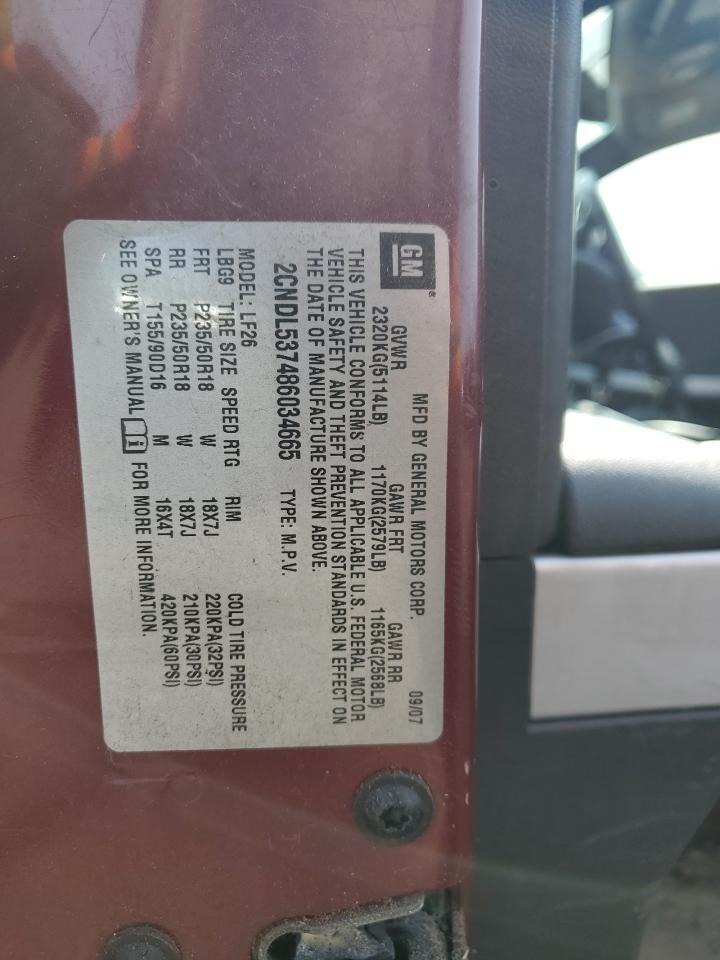 GM®
MFD BY GENERAL MOTORS CORP. 09/07
GVWR GAWR FRT GAWR RR
2320KG(5114LB) 1170KG(2579LB) 1165KG(2568LB)
THIS VEHICLE CONFORMS TO ALL APPLICABLE U.S. FEDERAL MOTOR
VEHICLE SAFETY AND THEFT PREVENTION STANDARDS IN EFFECT ON
THE DATE OF MANUFACTURE SHOWN ABOVE.
2CNDL537486034665 TYPE: M.P.V.
MODEL: LF26
LBG9 TIRE SIZE SPEED RTG RIM COLD TIRE PRESSURE
FRT P235/50R18 W 18X7J 220KPA(32PSI)
RR P235/50R18 W 18X7J 210KPA(30PSI)
SPA T155/90D16 M 16X4T 420KPA(60PSI)
SEE OWNER'S MANUAL i FOR MORE INFORMATION.